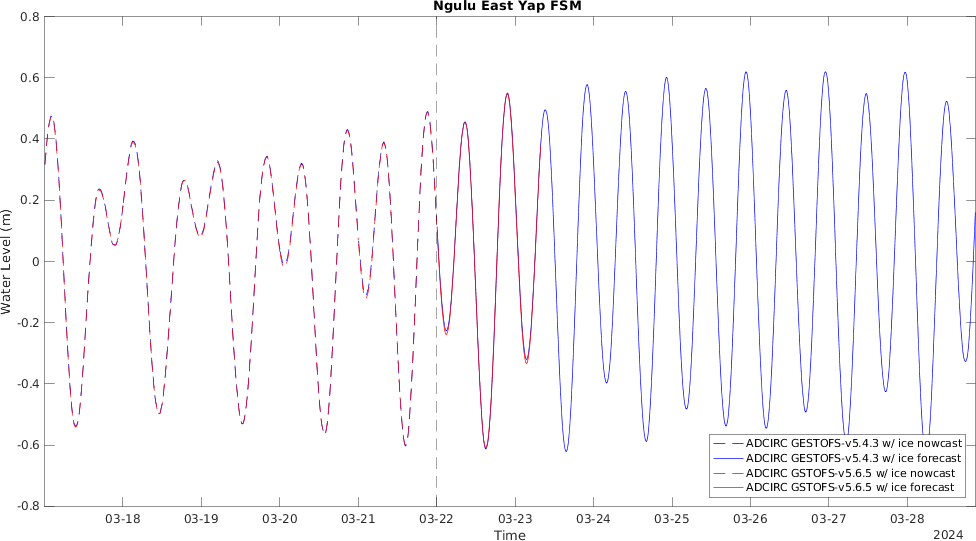 Ngulu East Yap FSM
0.8
0.6
0.4
0.2
0
-0.2
-0.4
-0.6
-0.8
Water Level (m)
03-18 03-19 03-20 03-21 03-22 03-23 03-24 03-25 03-26 03-27 03-28
Time
2024
ADCIRC GESTOFS-v5.4.3 w/ ice nowcast
ADCIRC GESTOFS-v5.4.3 w/ ice forecast
ADCIRC GSTOFS-v5.6.5 w/ ice nowcast
ADCIRC GSTOFS-v5.6.5 w/ ice forecast